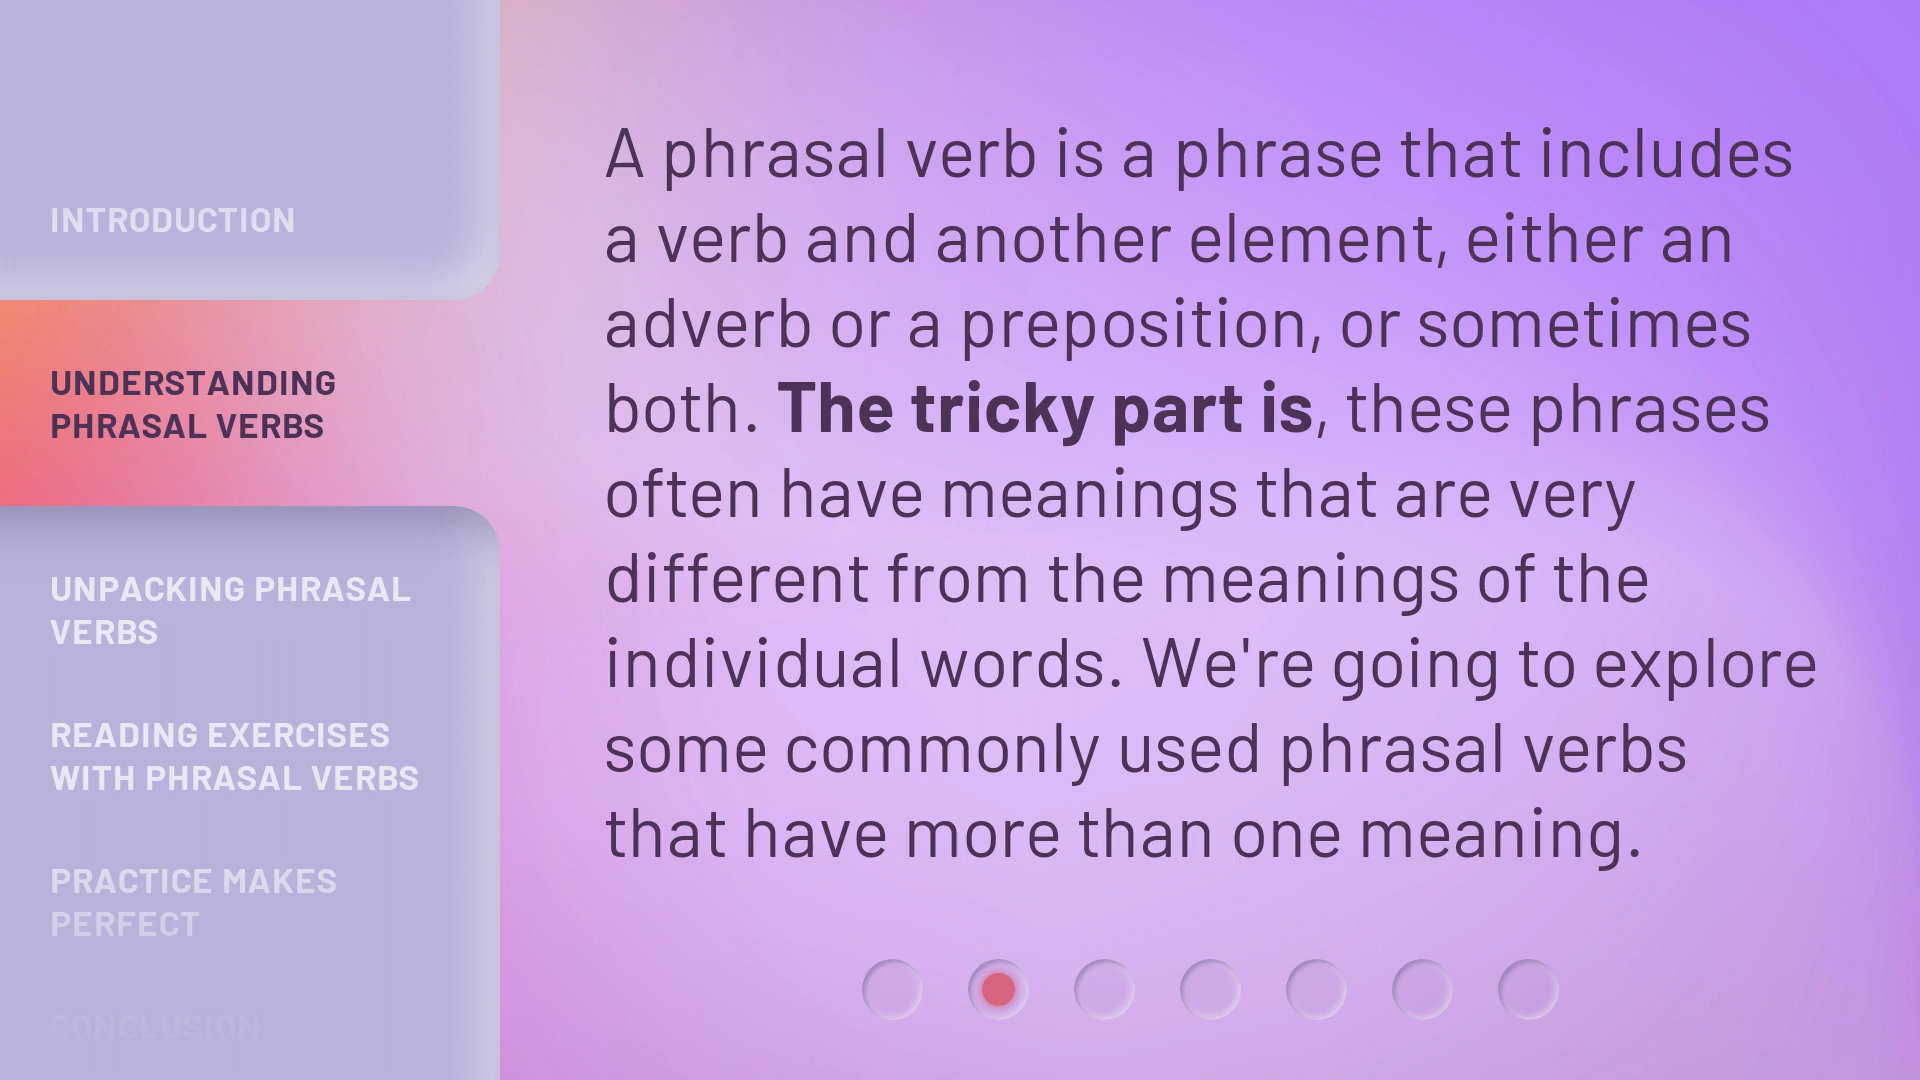 INTRODUCTION
UNDERSTANDING
PHRASAL VERBS
UNPACKING PHRASAL
VERBS
READING EXERCISES
WITH PHRASAL VERBS
PRACTICE MAKES
PERFECT
CONCLUSION
A phrasal verb is a phrase that includes
a verb and another element, either an
adverb or a preposition, or sometimes
both. The tricky part is, these phrases
often have meanings that are very
different from the meanings of the
individual words. We're going to explore
some commonly used phrasal verbs
that have more than one meaning.